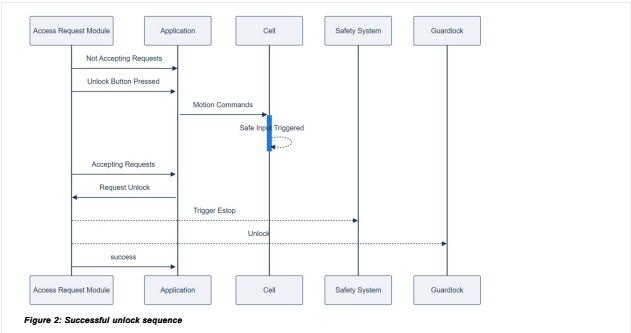 Access Request Module
Application
Cell
Safety System
Guardlock
Not Accepting Requests
Unlock Button Pressed
Motion Commands
Safe Input Triggered
Accepting Requests
Request Unlock
Trigger Estop
Unlock
success
Access Request Module
Application
Cell
Safety System
Guardlock
Figure 2: Successful unlock sequence